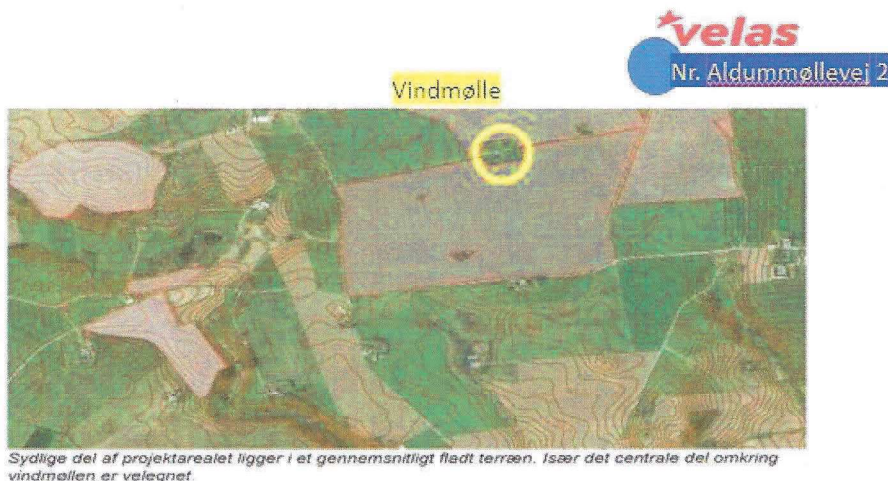 velas
Nr. Aldummøllevej 2
Vindmølle
Sydlige del af projektarealet ligger i et gennemsnitligt fladt terræn. Især det centrale del omkring
vindmøllen er velegnet.